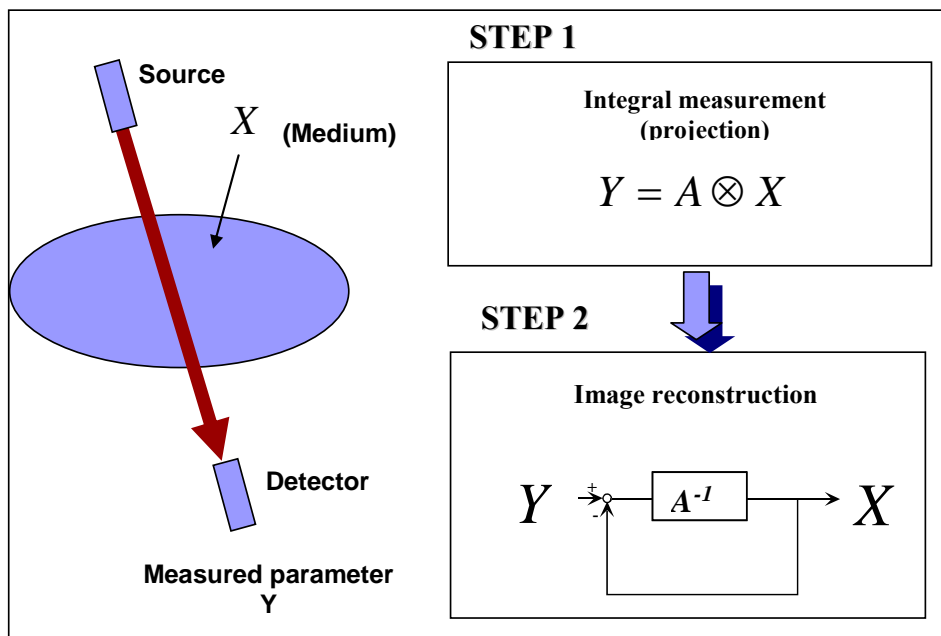 Source
X (Medium)
Detector
Measured parameter
Y
STEP 1
Integral measurement
(projection)
Y = A ⊗ X
STEP 2
Image reconstruction
Y + - A⁻¹ X